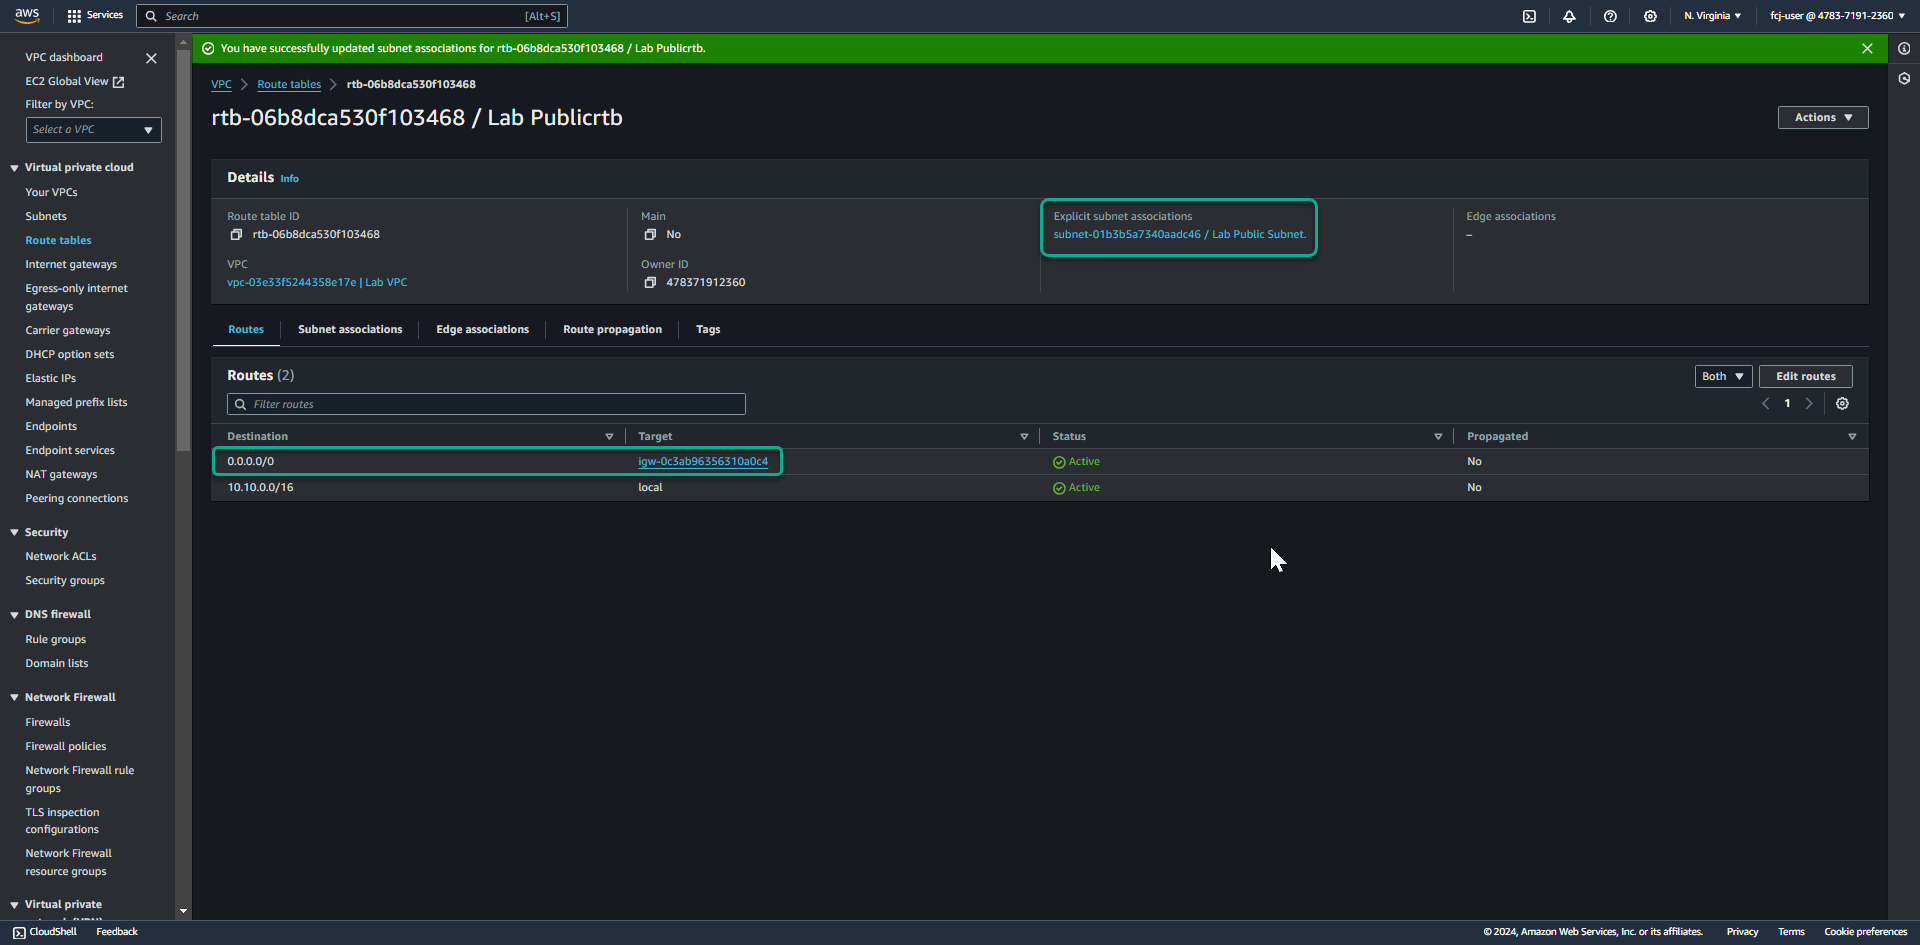 aws
Services
Search
[Alt+S]
N. Virginia
fcj-user @ 4783-7191-2360
VPC dashboard
EC2 Global View
Filter by VPC:
Select a VPC
Virtual private cloud
Your VPCs
Subnets
Route tables
Internet gateways
Egress-only internet
gateways
Carrier gateways
DHCP option sets
Elastic IPs
Managed prefix lists
Endpoints
Endpoint services
NAT gateways
Peering connections
Security
Network ACLs
Security groups
DNS firewall
Rule groups
Domain lists
Network Firewall
Firewalls
Firewall policies
Network Firewall rule
groups
TLS inspection
configurations
Network Firewall
resource groups
Virtual private
You have successfully updated subnet associations for rtb-06b8dca530f103468 / Lab Publicrtb.
VPC
Route tables
rtb-06b8dca530f103468
rtb-06b8dca530f103468 / Lab Publicrtb
Actions
Details Info
Route table ID
rtb-06b8dca530f103468
VPC
vpc-03e33f5244358e17e | Lab VPC
Main
No
Owner ID
478371912360
Explicit subnet associations
subnet-01b3b5a7340aadc46 / Lab Public Subnet.
Edge associations
–
Routes
Subnet associations
Edge associations
Route propagation
Tags
Routes (2)
Both
Edit routes
Filter routes
1
Destination Target Status Propagated
0.0.0.0/0 igw-0c3ab96356310a0c4 Active No
10.10.0.0/16 local Active No
CloudShell
Feedback
© 2024, Amazon Web Services, Inc. or its affiliates.
Privacy
Terms
Cookie preferences